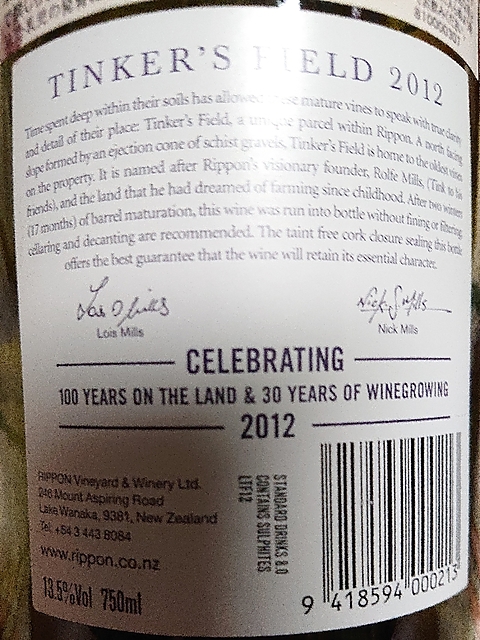 TINKER'S FIELD 2012
Time spent deep within their soils has allowed these mature vines to speak with true clarity
and detail of their place: Tinker's Field, a unique parcel within Rippon. A north facing
slope formed by an ejection cone of schist gravels, Tinker's Field is home to the oldest vines
on the property. It is named after Rippon's visionary founder, Rolfe Mills, (Tink to his
friends), and the land that he had dreamed of farming since childhood. After two winters
(17 months) of barrel maturation, this wine was run into bottle without fining or filtering,
cellaring and decanting are recommended. The taint free cork closure sealing this bottle
offers the best guarantee that the wine will retain its essential character.
Lois Mills
Nick Mills
Lois Mills
Nick Mills
CELEBRATING
100 YEARS ON THE LAND & 30 YEARS OF WINEGROWING
2012
RIPPON Vineyard & Winery Ltd.
246 Mount Aspiring Road
Lake Wanaka, 9381, New Zealand
Tel: +54 3 443 8084
www.rippon.co.nz
13.5%Vol 750ml
STANDARD DRINKS 8.0
CONTAINS SULPHITES
LTF12
9 418594 000213